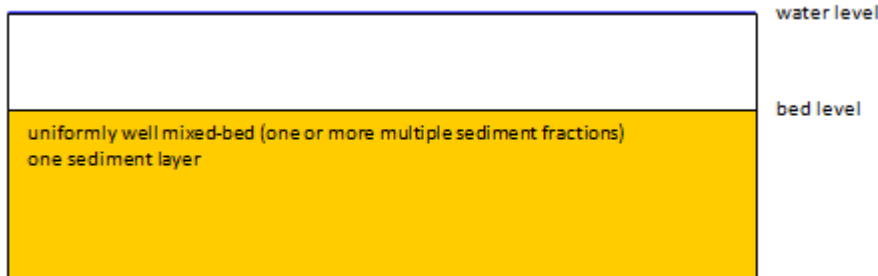 water level
bed level
uniformly well mixed-bed (one or more multiple sediment fractions)
one sediment layer